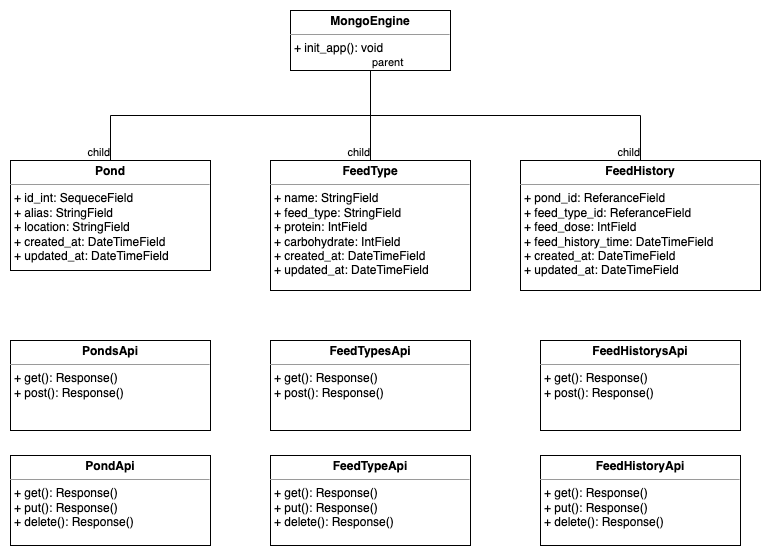 MongoEngine
+ init_app(): void
parent
child
Pond
+ id_int: SequeceField
+ alias: StringField
+ location: StringField
+ created_at: DateTimeField
+ updated_at: DateTimeField
child
FeedType
+ name: StringField
+ feed_type: StringField
+ protein: IntField
+ carbohydrate: IntField
+ created_at: DateTimeField
+ updated_at: DateTimeField
child
FeedHistory
+ pond_id: ReferanceField
+ feed_type_id: ReferanceField
+ feed_dose: IntField
+ feed_history_time: DateTimeField
+ created_at: DateTimeField
+ updated_at: DateTimeField
PondsApi
+ get(): Response()
+ post(): Response()
FeedTypesApi
+ get(): Response()
+ post(): Response()
FeedHistorysApi
+ get(): Response()
+ post(): Response()
PondApi
+ get(): Response()
+ put(): Response()
+ delete(): Response()
FeedTypeApi
+ get(): Response()
+ put(): Response()
+ delete(): Response()
FeedHistoryApi
+ get(): Response()
+ put(): Response()
+ delete(): Response()